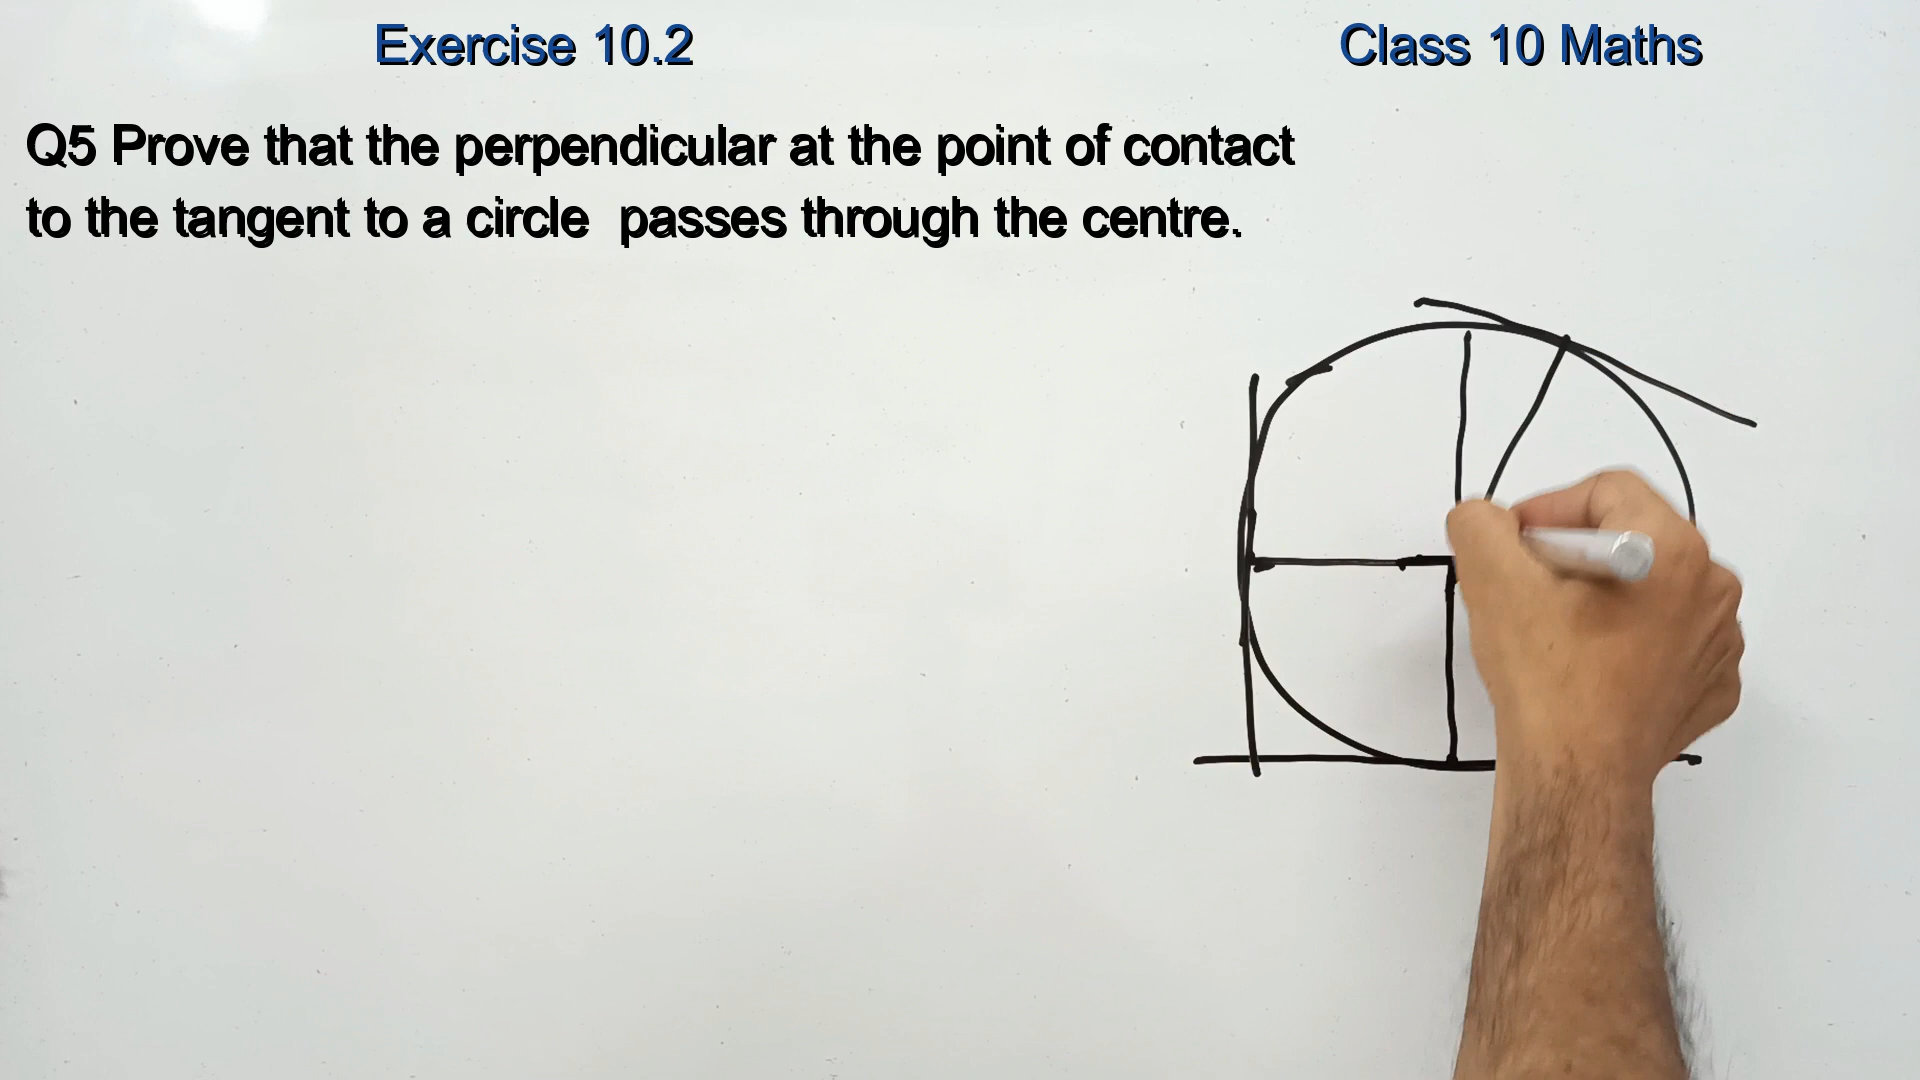 Exercise 10.2 Class 10 Maths
Q5 Prove that the perpendicular at the point of contact
to the tangent to a circle passes through the centre.